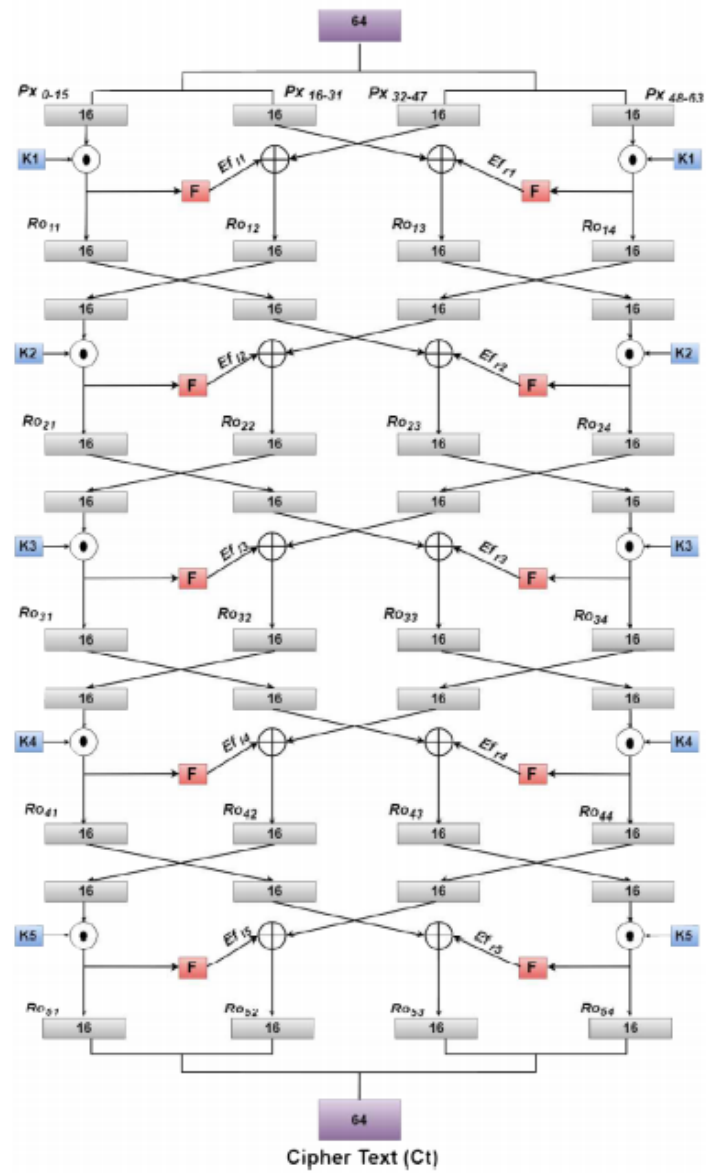 64
Px 0-15 Px 16-31 Px 32-47 Px 48-63
16 16 16 16
K1 Ef l1 Ef r1 K1
F F
Ro11 Ro12 Ro13 Ro14
16 16 16 16
16 16 16 16
K2 Ef l2 Ef r2 K2
F F
Ro21 Ro22 Ro23 Ro24
16 16 16 16
16 16 16 16
K3 Ef l3 Ef r3 K3
F F
Ro31 Ro32 Ro33 Ro34
16 16 16 16
16 16 16 16
K4 Ef l4 Ef r4 K4
F F
Ro41 Ro42 Ro43 Ro44
16 16 16 16
16 16 16 16
K5 Ef l5 Ef r5 K5
F F
Ro51 Ro52 Ro53 Ro54
16 16 16 16
64
Cipher Text (Ct)